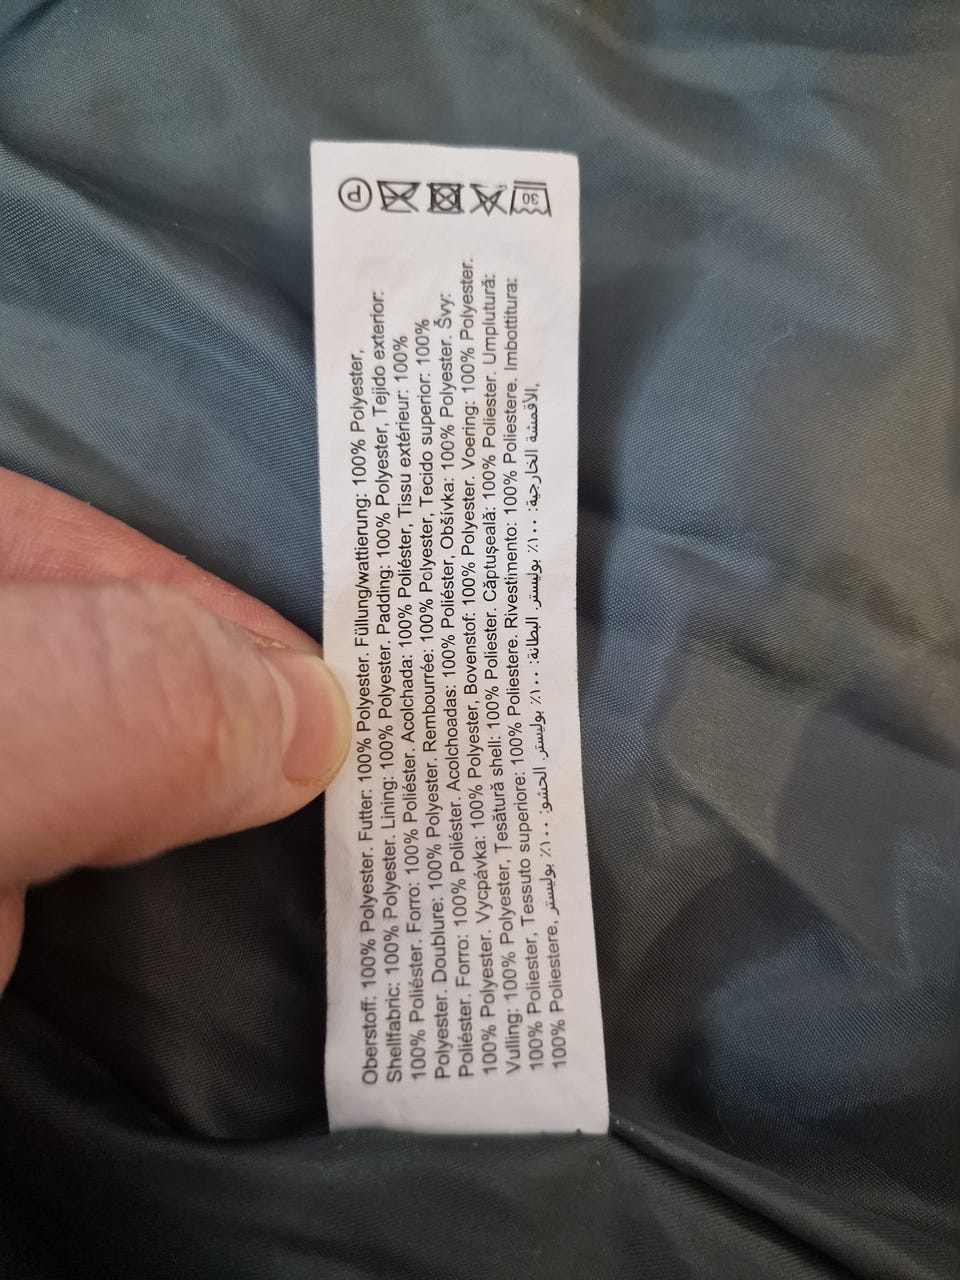 Oberstoff: 100% Polyester. Futter: 100% Polyester. Füllung/wattierung: 100% Polyester,
Shellfabric: 100% Polyester. Lining: 100% Polyester. Padding: 100% Polyester, Tejido exterior:
100% Poliéster. Forro: 100% Poliéster. Acolchada: 100% Poliéster, Tissu extérieur: 100%
Polyester. Doublure: 100% Polyester. Rembourrée: 100% Polyester, Tecido superior: 100%
Poliéster. Forro: 100% Poliéster. Acolchoadas: 100% Poliéster, Obšívka: 100% Polyester. Švy:
100% Polyester. Vycpávka: 100% Polyester, Bovenstof: 100% Polyester. Voering: 100% Polyester.
Vulling: 100% Polyester, Tesătură shell: 100% Poliester. Căptușeală: 100% Poliester. Umplutură:
100% Poliester, Tessuto superiore: 100% Poliestere. Rivestimento: 100% Poliestere. Imbottitura:
100% Poliestere, الأقمشة الخارجية: ١٠٠٪ بوليستر. البطانة: ١٠٠٪ بوليستر. الحشو: ١٠٠٪ بوليستر,
30
P